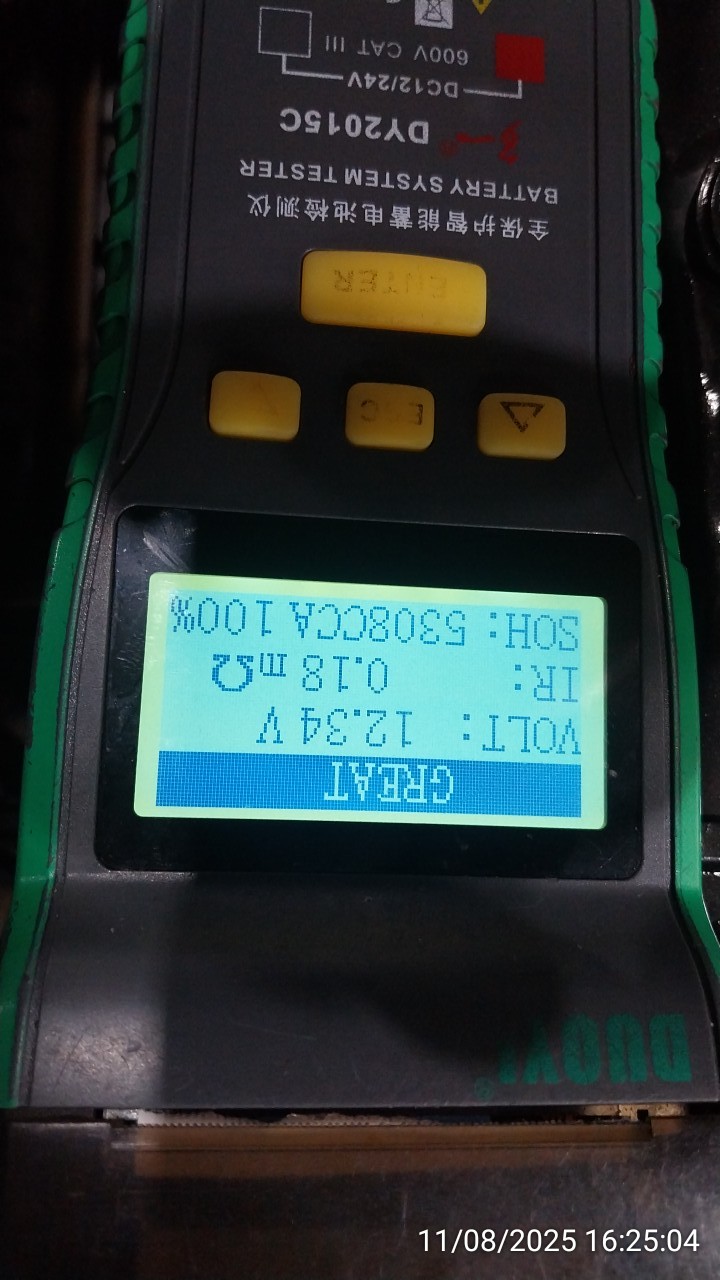 DUOYI®
GREAT
VOLT: 12.34 V
IR: 0.18 mΩ
SOH: 5308CCA 100%
ESC
ENTER
全保护智能蓄电池检测仪
BATTERY SYSTEM TESTER
DY2015C
DC12/24V
600V CAT III
11/08/2025 16:25:04